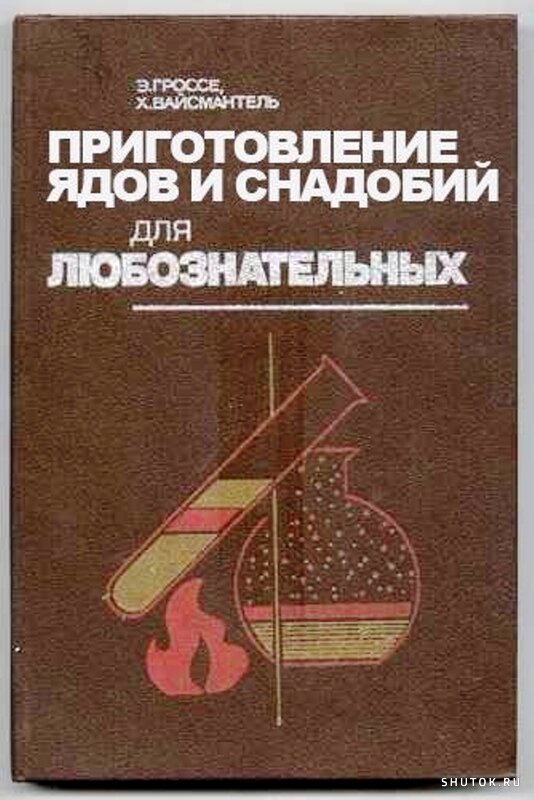 Э.ГРОССЕ,
Х.ВАЙСМАНТЕЛЬ
ПРИГОТОВЛЕНИЕ
ЯДОВ И СНАДОБИЙ
ДЛЯ
ЛЮБОЗНАТЕЛЬНЫХ
SHUTOK.RU